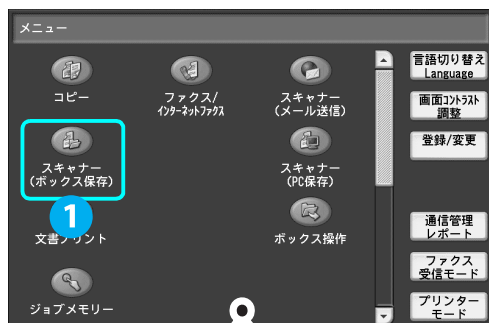 メニュー
コピー
ファクス/
インターネットファクス
スキャナー
(メール送信)
スキャナー
(ボックス保存)
スキャナー
(PC保存)
1
文書プリント
ボックス操作
ジョブメモリー
言語切り替え
Language
画面コントラスト
調整
登録/変更
通信管理
レポート
ファクス
受信モード
プリンター
モード